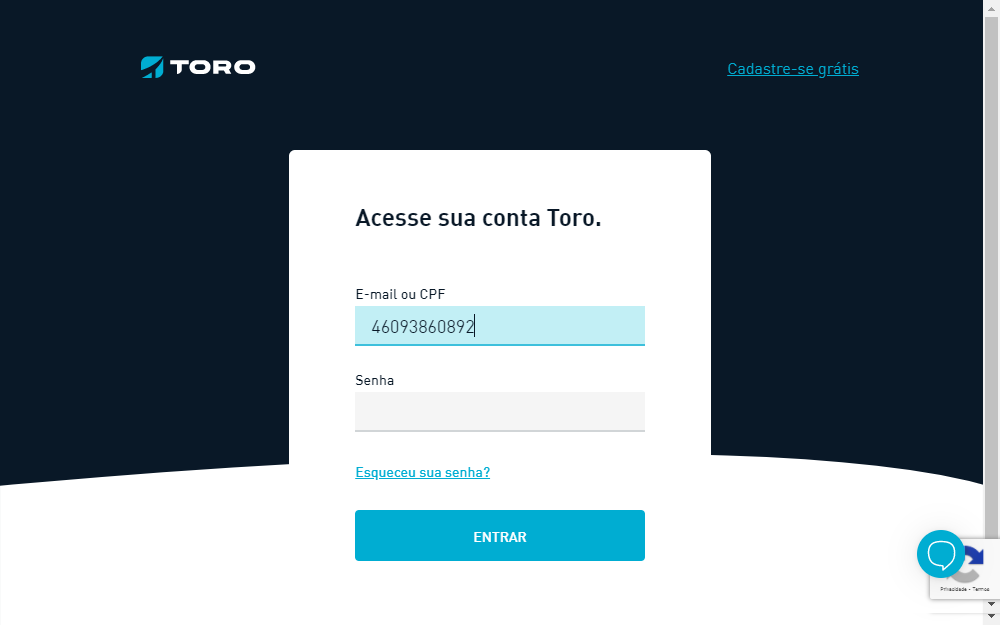 TORO
Cadastre-se grátis
Acesse sua conta Toro.
E-mail ou CPF
46093860892
Senha
Esqueceu sua senha?
ENTRAR
Privacidade - Termos